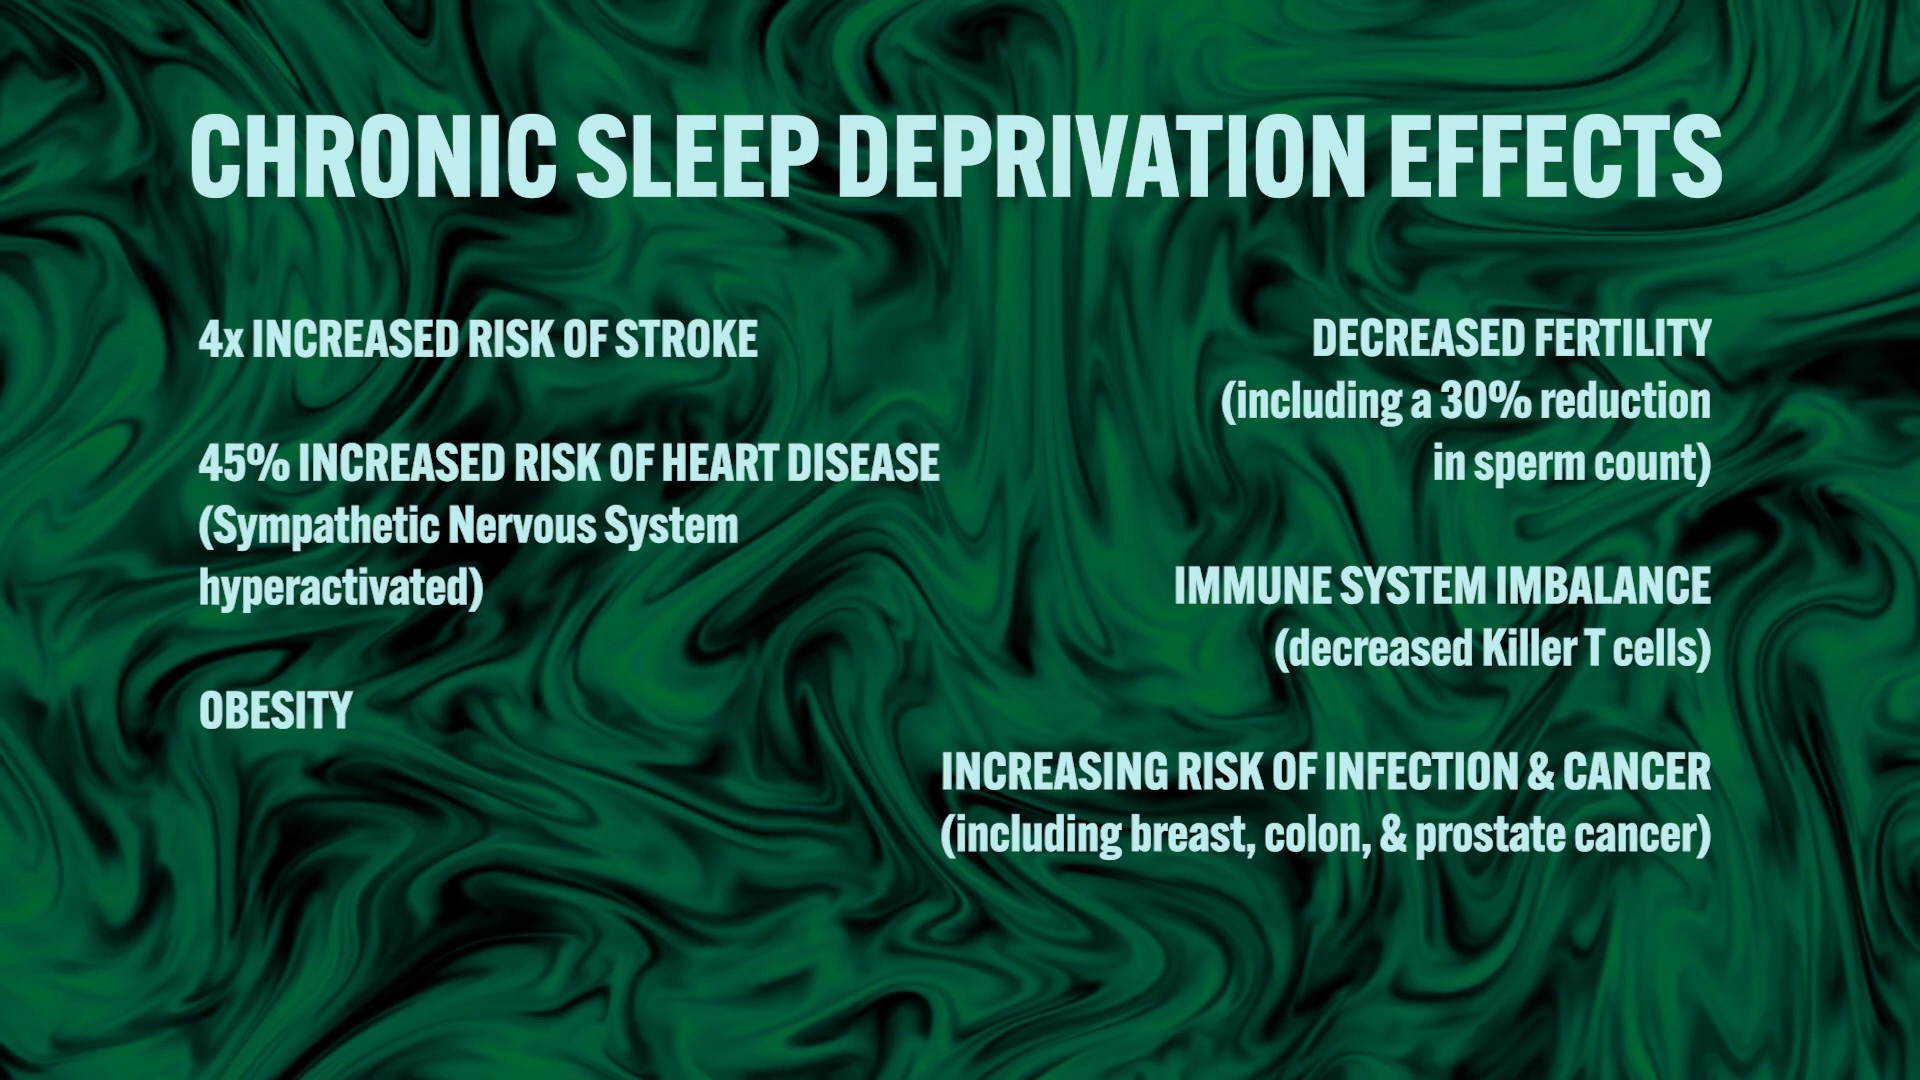 CHRONIC SLEEP DEPRIVATION EFFECTS
4x INCREASED RISK OF STROKE
45% INCREASED RISK OF HEART DISEASE
(Sympathetic Nervous System
hyperactivated)
OBESITY
DECREASED FERTILITY
(including a 30% reduction
in sperm count)
IMMUNE SYSTEM IMBALANCE
(decreased Killer T cells)
INCREASING RISK OF INFECTION & CANCER
(including breast, colon, & prostate cancer)